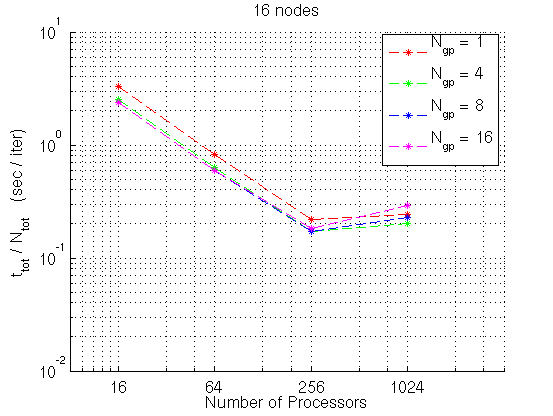 16 nodes
10^1
10^0
10^-1
10^-2
t_tot / N_tot (sec / iter)
N_gp = 1
N_gp = 4
N_gp = 8
N_gp = 16
16 64 256 1024
Number of Processors